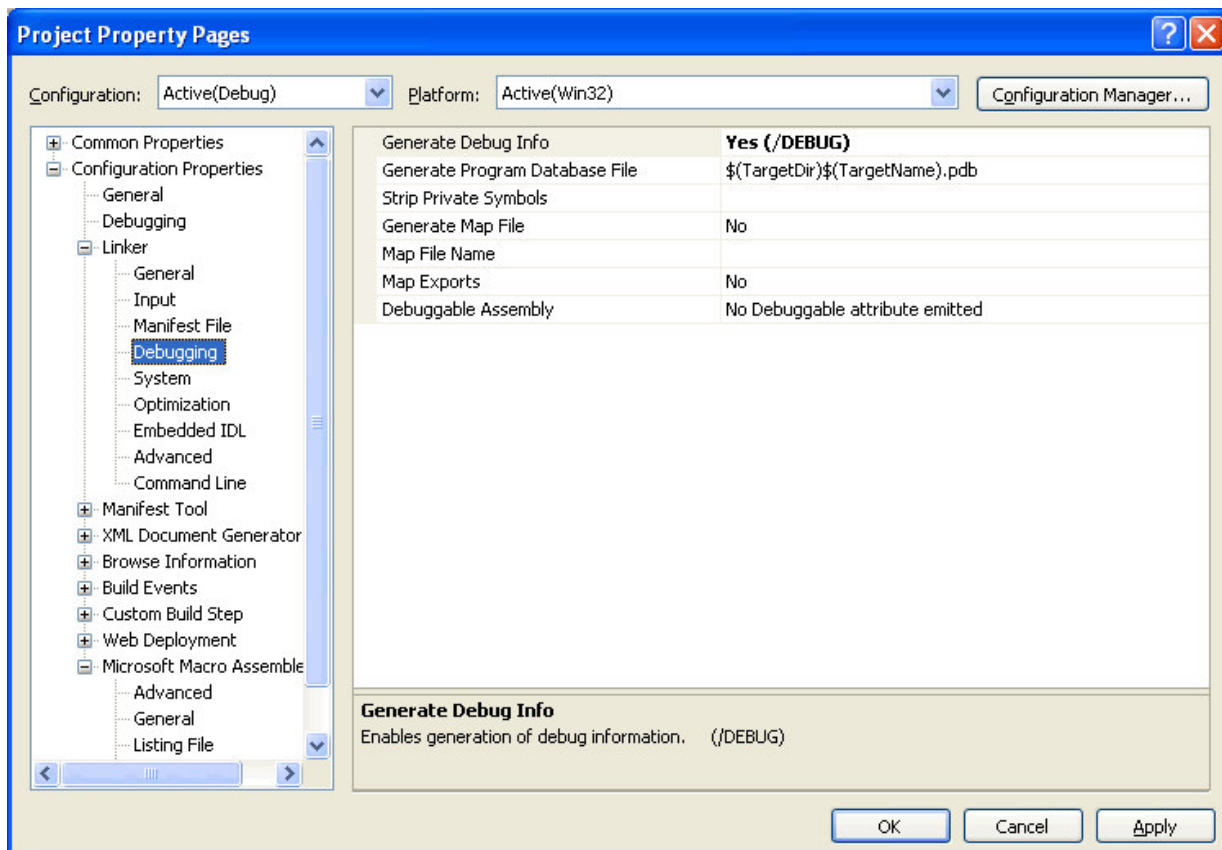 Project Property Pages
Configuration: Active(Debug) Platform: Active(Win32) Configuration Manager...
Common Properties
Configuration Properties
General
Debugging
Linker
General
Input
Manifest File
Debugging
System
Optimization
Embedded IDL
Advanced
Command Line
Manifest Tool
XML Document Generator
Browse Information
Build Events
Custom Build Step
Web Deployment
Microsoft Macro Assemble
Advanced
General
Listing File
Generate Debug Info Yes (/DEBUG)
Generate Program Database File $(TargetDir)$(TargetName).pdb
Strip Private Symbols
Generate Map File No
Map File Name
Map Exports No
Debuggable Assembly No Debuggable attribute emitted
Generate Debug Info
Enables generation of debug information. (/DEBUG)
OK Cancel Apply